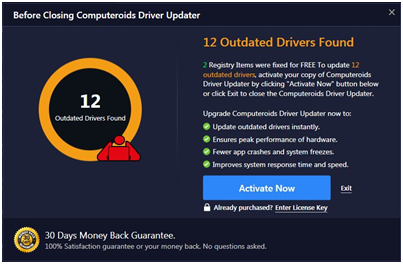 Before Closing Computeroids Driver Updater
12
Outdated Drivers Found
12 Outdated Drivers Found
2 Registry Items were fixed for FREE To update 12
outdated drivers, activate your copy of Computeroids
Driver Updater by clicking "Activate Now" button below
or click Exit to close the Computeroids Driver Updater.
Upgrade Computeroids Driver Updater now to:
Update outdated drivers instantly.
Ensures peak performance of hardware.
Fewer app crashes and system freezes.
Improves system response time and speed.
Activate Now
Exit
Already purchased? Enter License Key
30 Days Money Back Guarantee.
100% Satisfaction guarantee or your money back. No questions asked.